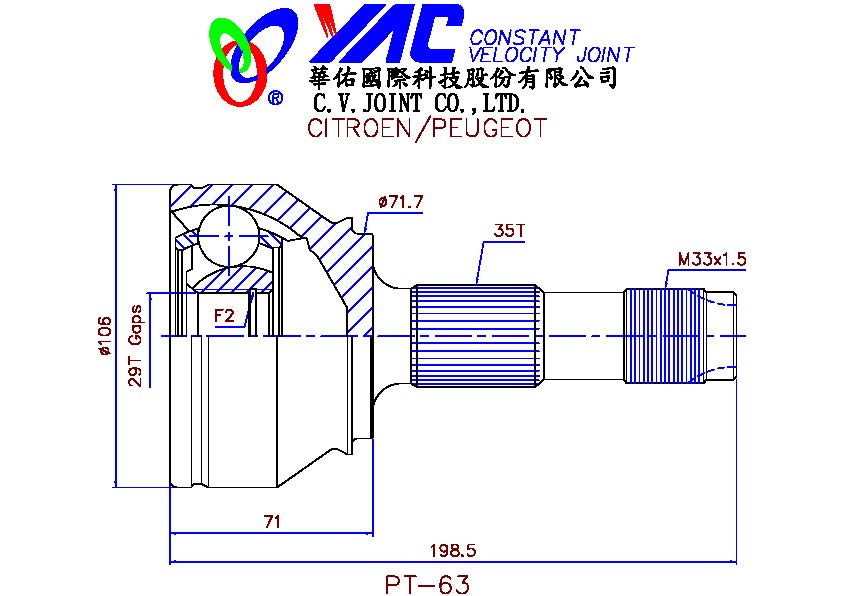 YAC CONSTANT
VELOCITY JOINT
®
華佑國際科技股份有限公司
C.V.JOINT CO.,LTD.
CITROEN/PEUGEOT
ø71.7
35T
M33x1.5
F2
ø106
29T Gaps
71
198.5
PT-63